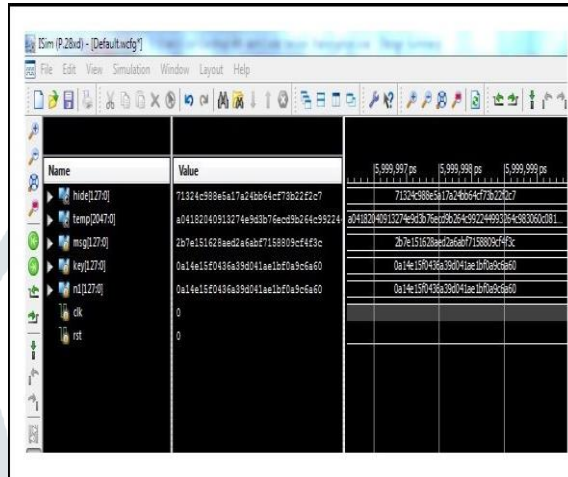 ISim (P.28xd) - [Default.wcfg*]
File Edit View Simulation Window Layout Help
Name Value
5,999,997 ps 5,999,998 ps 5,999,999 ps
hide[127:0] 71324c988e5a17a24bb64cf73b22f2c7 71324c988e5a17a24bb64cf73b22f2c7
temp[2047:0] a04182040913274e9d3b76ecd9b264c99224 a04182040913274e9d3b76ecd9b264c992244993264c983060c081...
msg[127:0] 2b7e151628aed2a6abf7158809cf4f3c 2b7e151628aed2a6abf7158809cf4f3c
key[127:0] 0a14e15f0436a39d041ae1bf0a9c6a60 0a14e15f0436a39d041ae1bf0a9c6a60
n1[127:0] 0a14e15f0436a39d041ae1bf0a9c6a60 0a14e15f0436a39d041ae1bf0a9c6a60
clk 0
rst 0